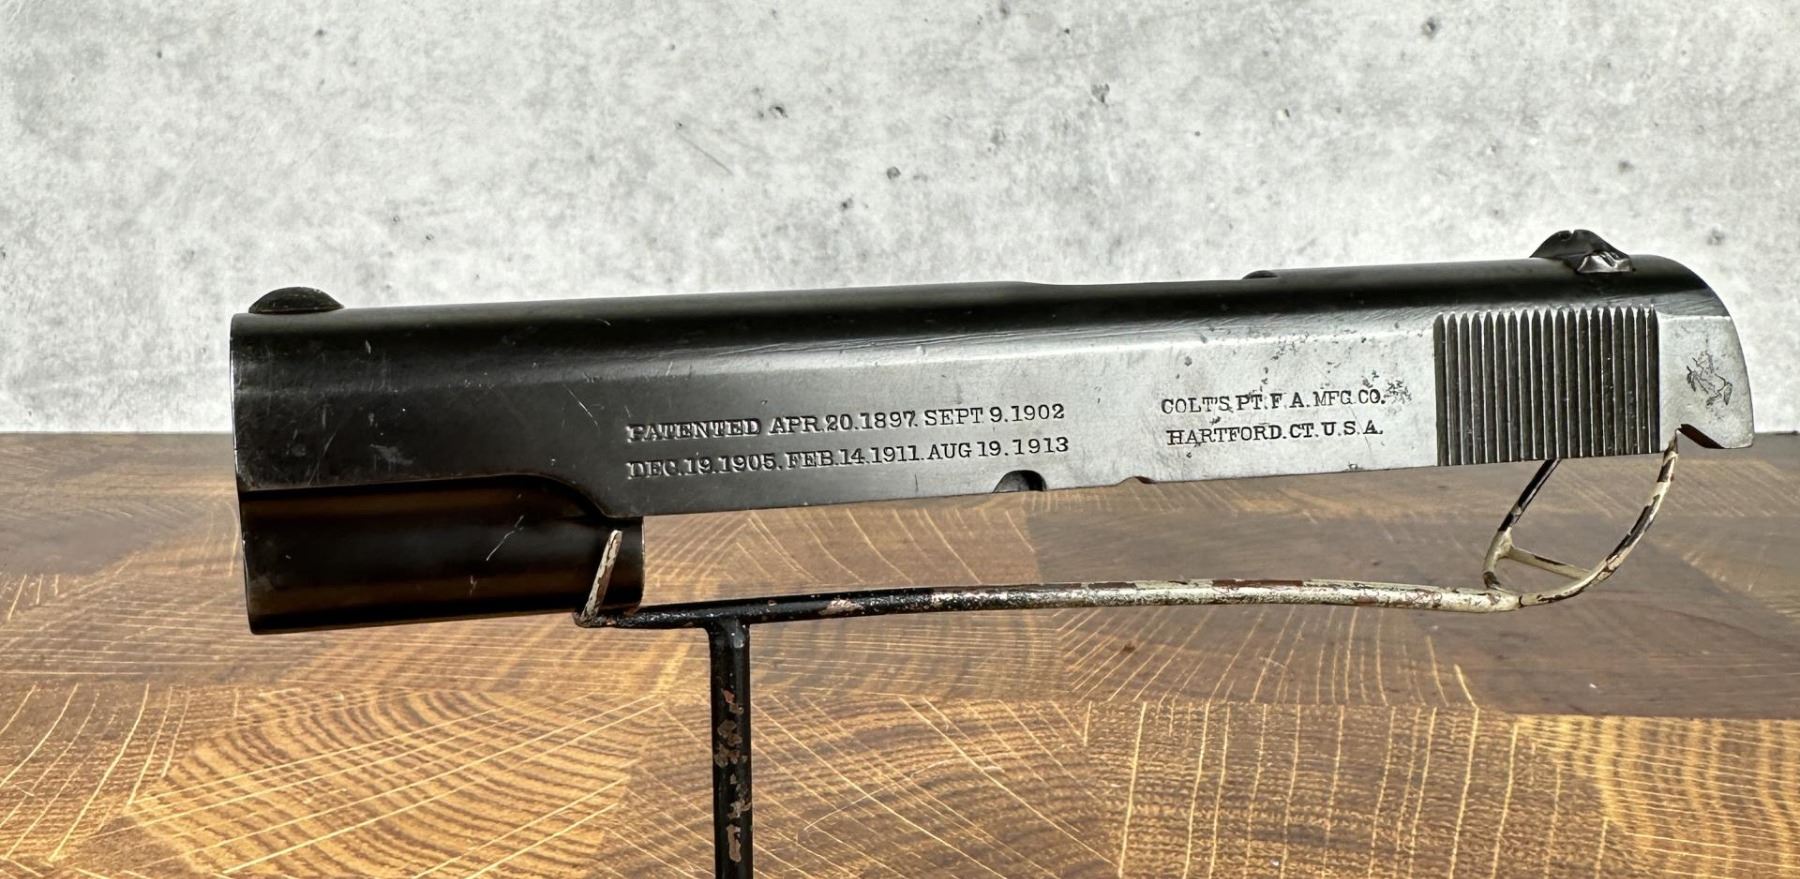 PATENTED APR.20.1897. SEPT 9.1902
DEC.19.1905. FEB.14.1911. AUG 19.1913
COLT'S PT. F. A. MFG. CO.
HARTFORD. CT. U.S.A.